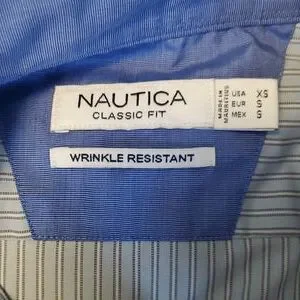 NAUTICA
CLASSIC FIT
MADE IN
MAURITIUS
USA XS
EUR S
MEX S
WRINKLE RESISTANT